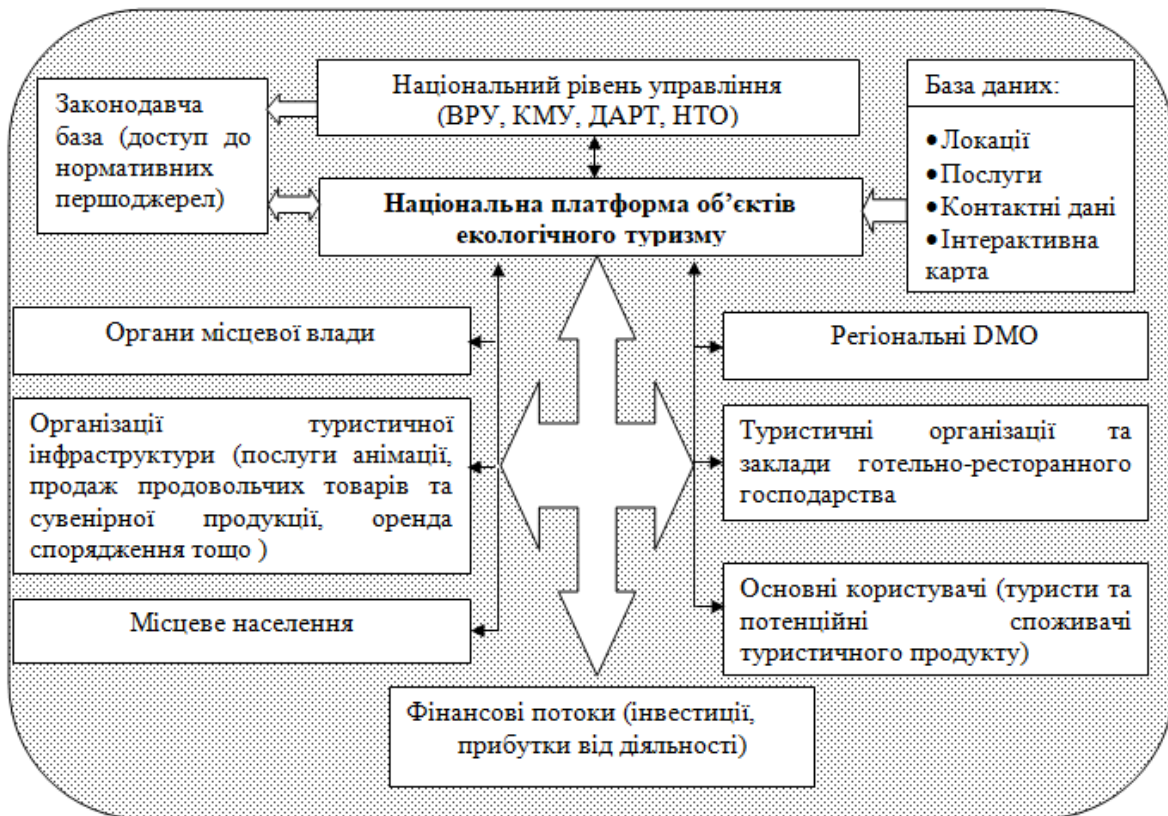 Національний рівень управління
(ВРУ, КМУ, ДАРТ, НТО)
Законодавча
база (доступ до
нормативних
першоджерел)
База даних:
•Локації
•Послуги
•Контактні дані
•Інтерактивна
карта
Національна платформа об’єктів
екологічного туризму
Органи місцевої влади
Регіональні DMO
Організації туристичної
інфраструктури (послуги анімації,
продаж продовольчих товарів та
сувенірної продукції, оренда
спорядження тощо )
Туристичні організації та
заклади готельно-ресторанного
господарства
Місцеве населення
Основні користувачі (туристи та
потенційні споживачі
туристичного продукту)
Фінансові потоки (інвестиції,
прибутки від діяльності)